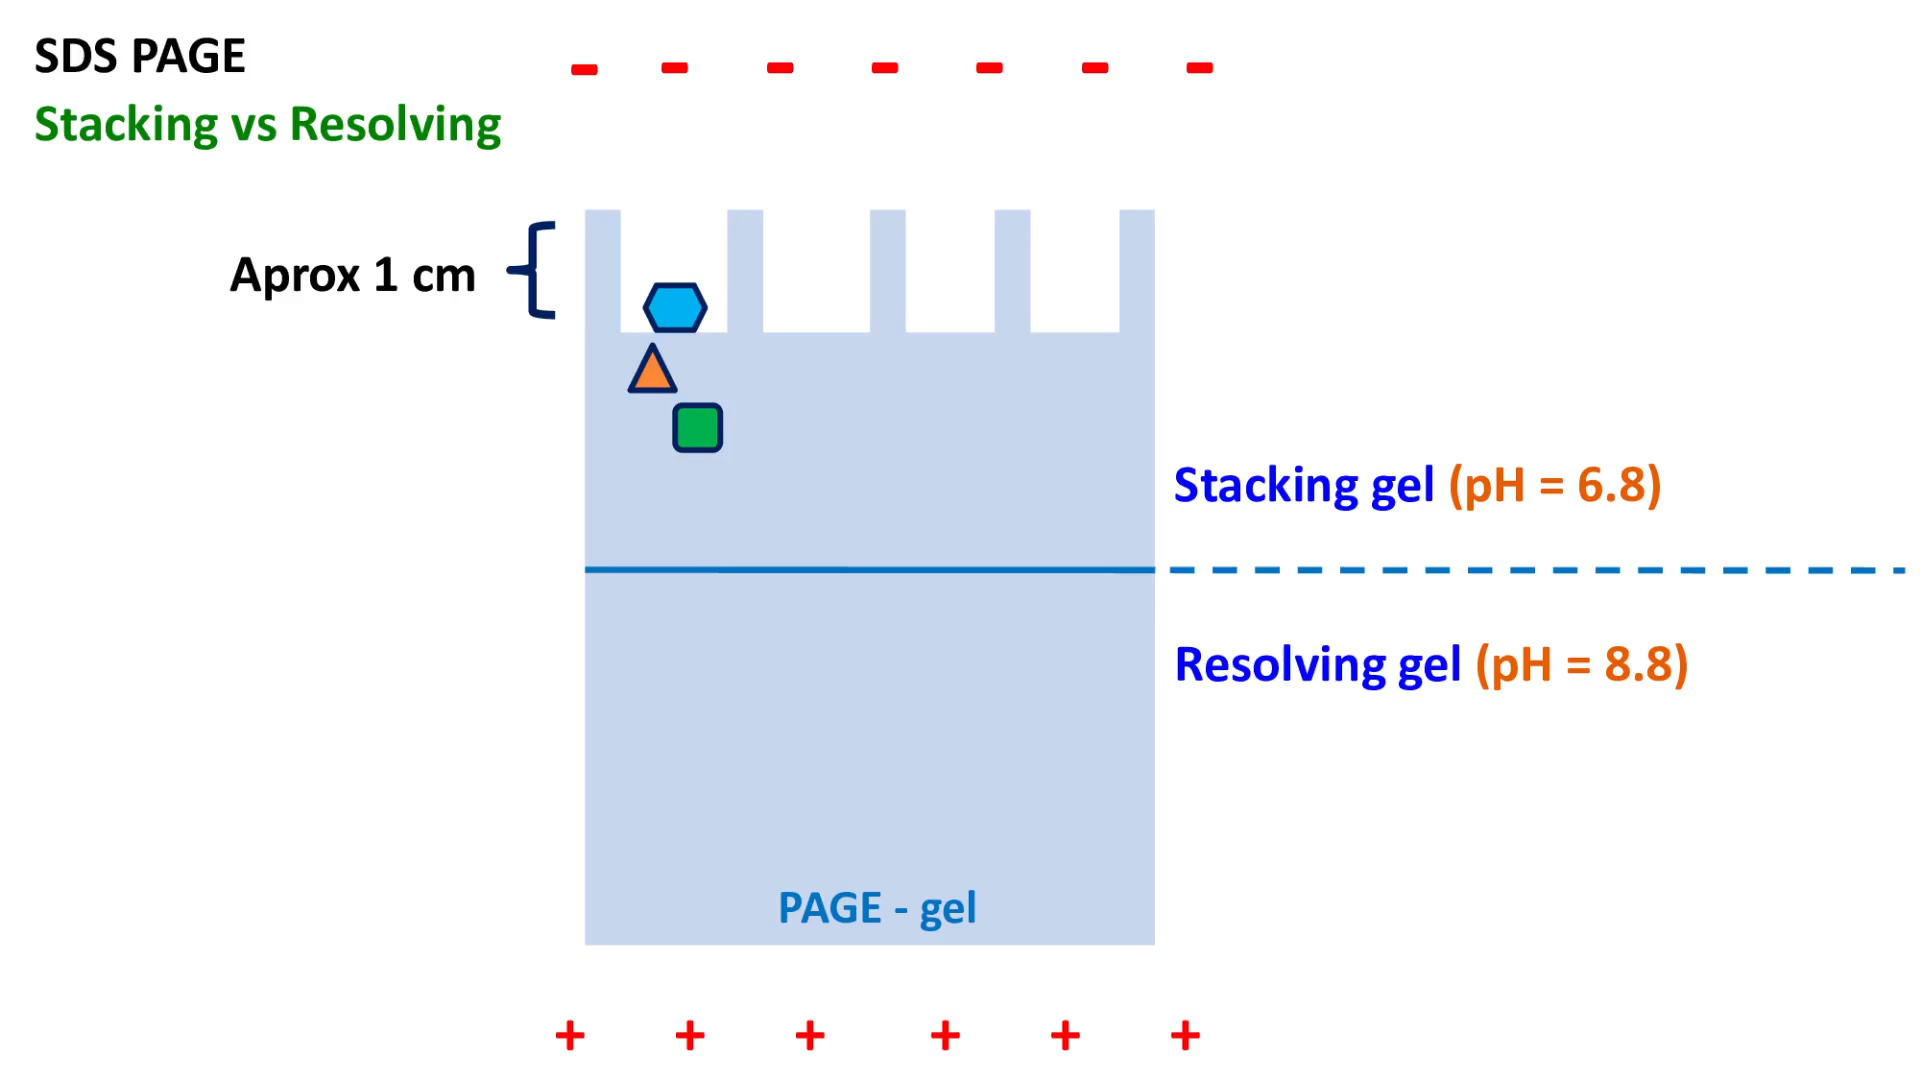 SDS PAGE
Stacking vs Resolving
- - - - - - -
Aprox 1 cm
Stacking gel (pH = 6.8)
Resolving gel (pH = 8.8)
PAGE - gel
+ + + + + +